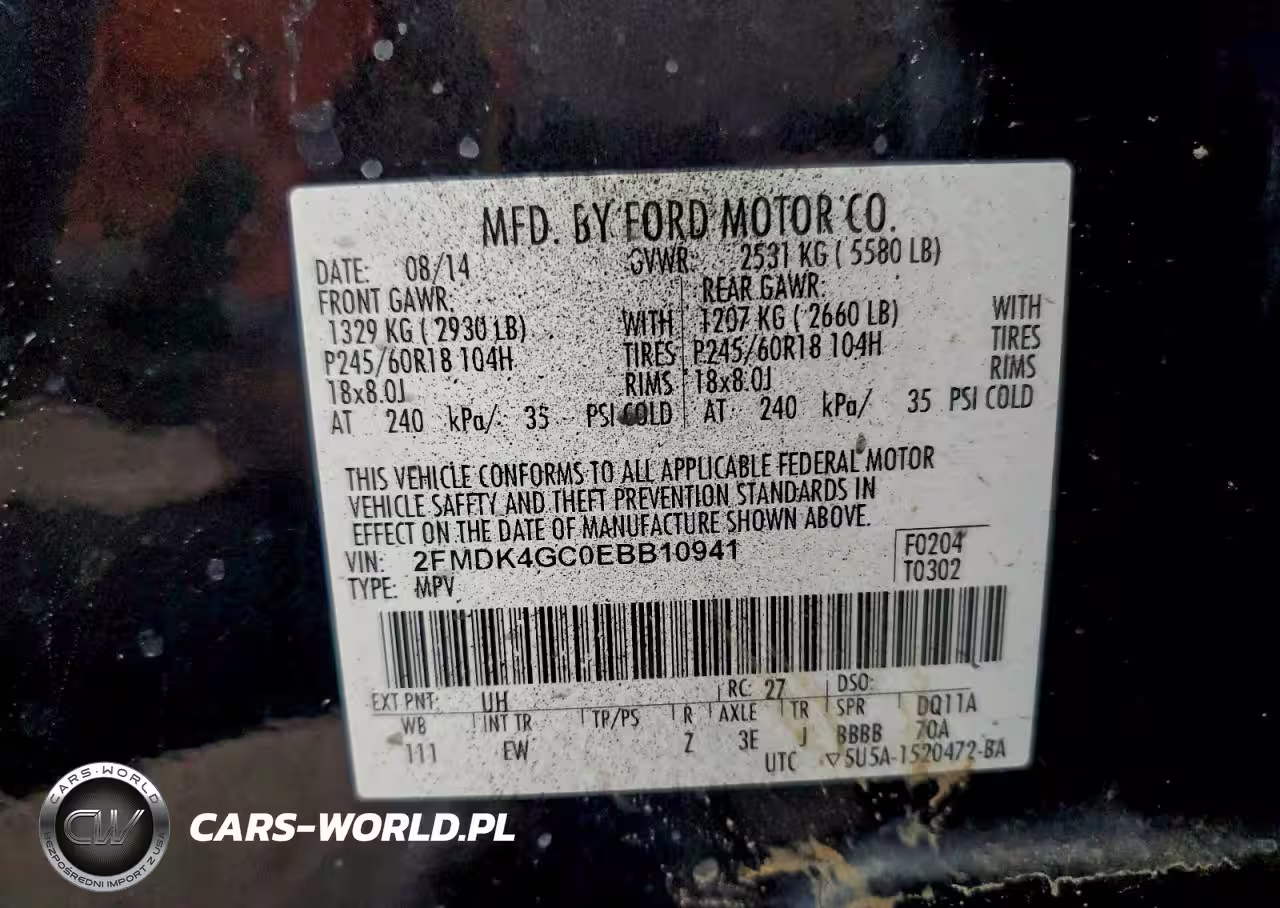 MFD. BY FORD MOTOR CO.
DATE: 08/14 GVWR: 2531 KG ( 5580 LB)
FRONT GAWR: REAR GAWR:
1329 KG ( 2930 LB) WITH 1207 KG ( 2660 LB) WITH
P245/60R18 104H TIRES P245/60R18 104H TIRES
18x8.0J RIMS 18x8.0J RIMS
AT 240 kPa/ 35 PSI COLD AT 240 kPa/ 35 PSI COLD
THIS VEHICLE CONFORMS TO ALL APPLICABLE FEDERAL MOTOR
VEHICLE SAFETY AND THEFT PREVENTION STANDARDS IN
EFFECT ON THE DATE OF MANUFACTURE SHOWN ABOVE.
VIN: 2FMDK4GC0EBB10941
TYPE: MPV
F0204
T0302
EXT PNT: UH RC: 27 DSO:
WB INT TR TP/PS R AXLE TR SPR DQ11A
111 EW Z 3E J BBBB 70A
UTC ▽5U5A-1520472-BA
CARS-WORLD
CW
BEZPOŚREDNI IMPORT Z USA
CARS-WORLD.PL